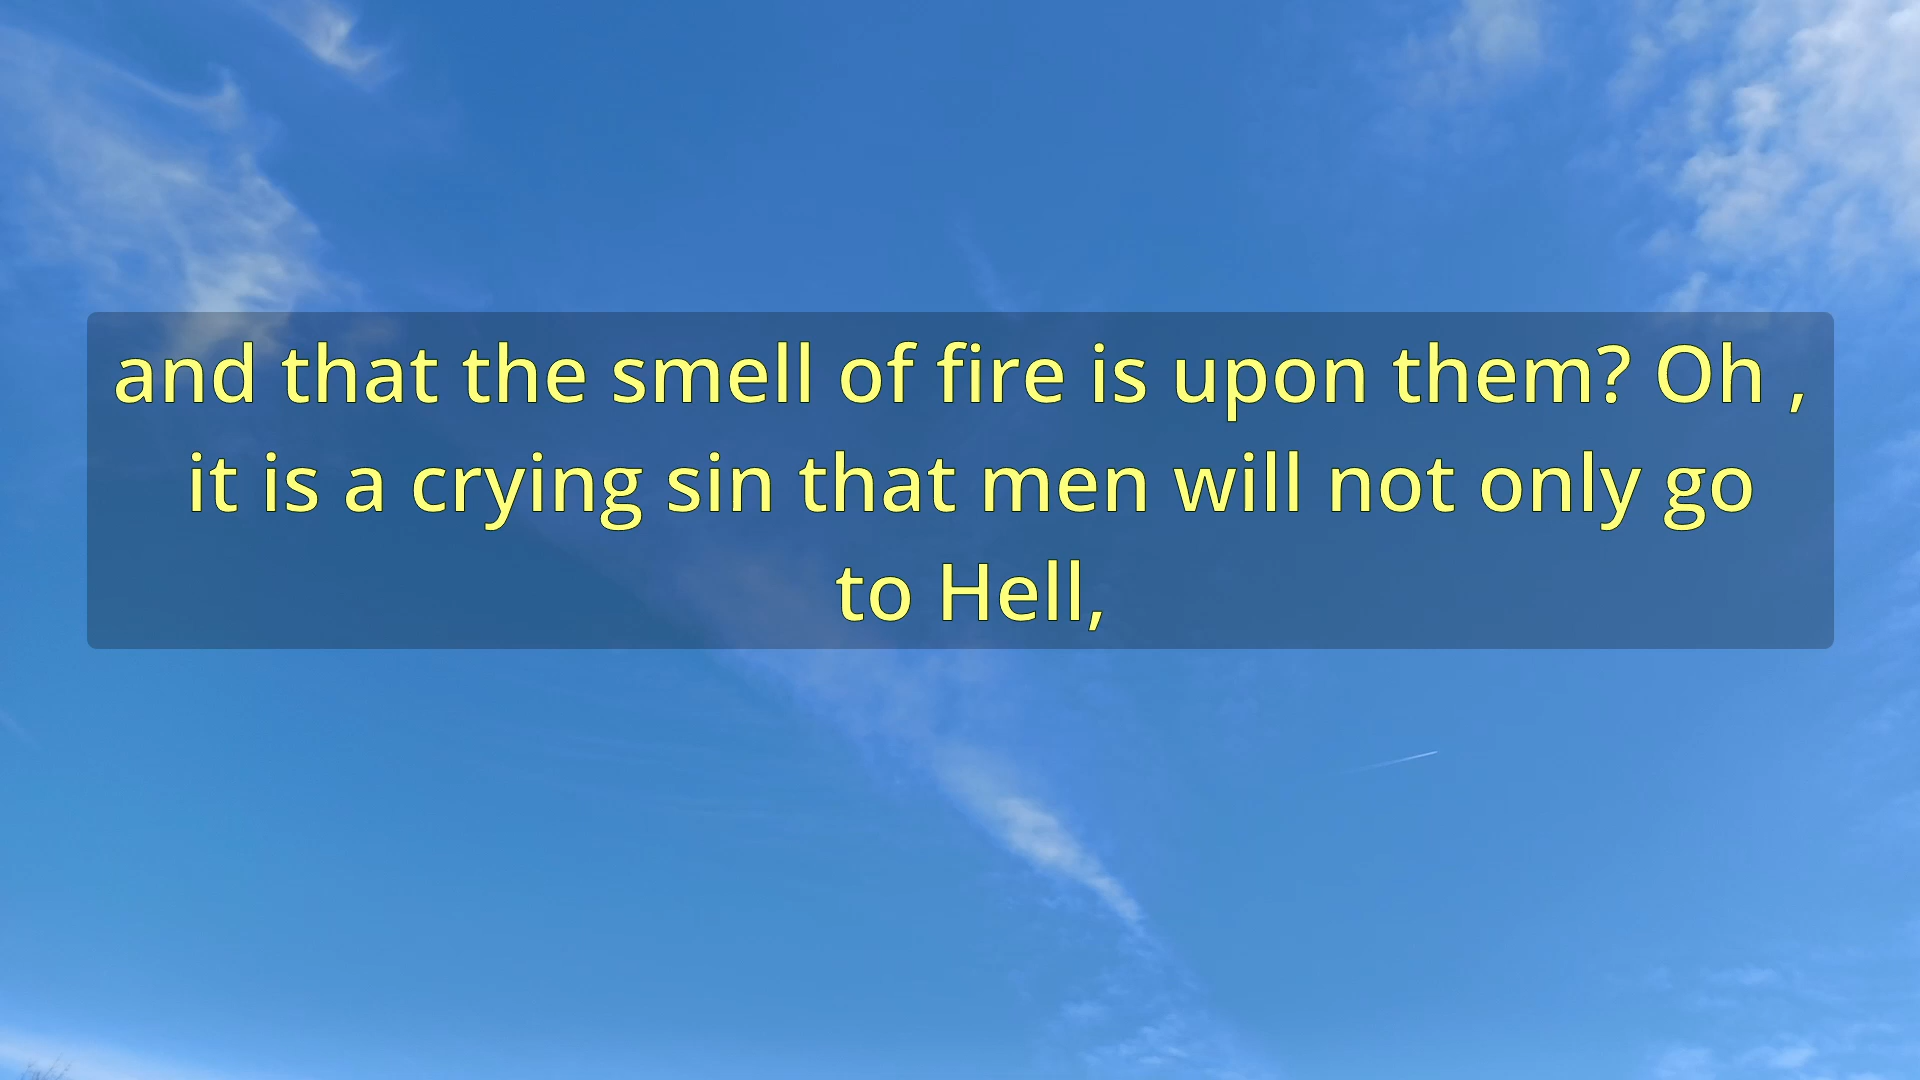 and that the smell of fire is upon them? Oh ,
it is a crying sin that men will not only go
to Hell,